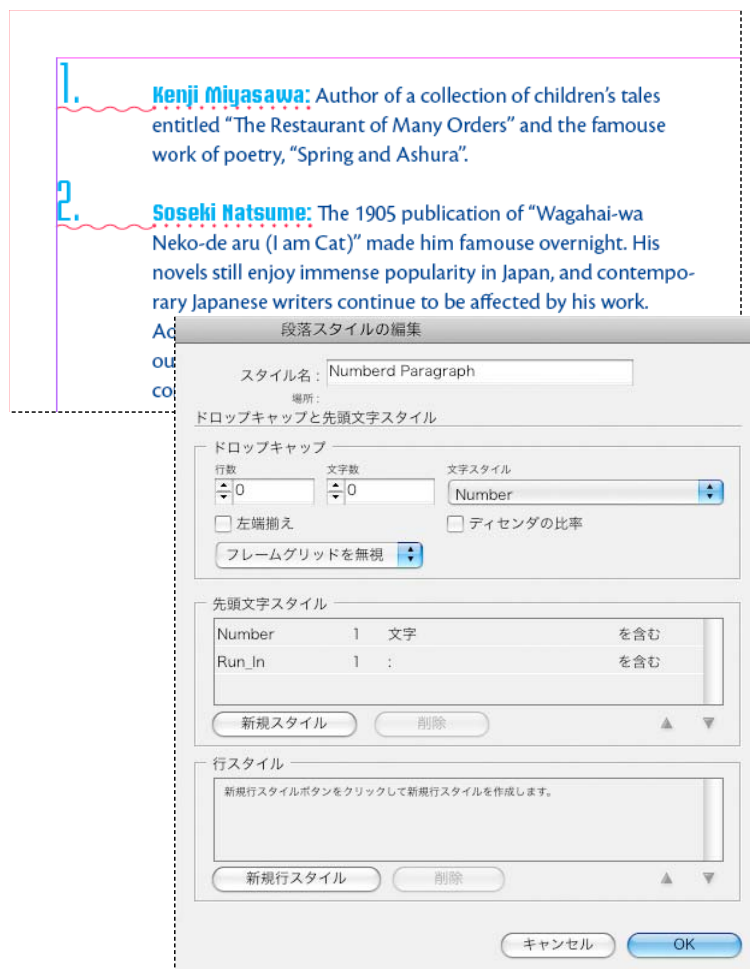 1. Kenji Miyasawa: Author of a collection of children’s tales
entitled “The Restaurant of Many Orders” and the famouse
work of poetry, “Spring and Ashura”.
2. Soseki Natsume: The 1905 publication of “Wagahai-wa
Neko-de aru (I am Cat)” made him famouse overnight. His
novels still enjoy immense popularity in Japan, and contempo-
rary Japanese writers continue to be affected by his work.
Ac
ou
co
段落スタイルの編集
スタイル名 : Numberd Paragraph
場所 :
ドロップキャップと先頭文字スタイル
ドロップキャップ
行数 文字数 文字スタイル
0 0 Number
左端揃え ディセンダの比率
フレームグリッドを無視
先頭文字スタイル
Number 1 文字 を含む
Run_In 1 : を含む
新規スタイル 削除
行スタイル
新規行スタイルボタンをクリックして新規行スタイルを作成します。
新規行スタイル 削除
キャンセル OK